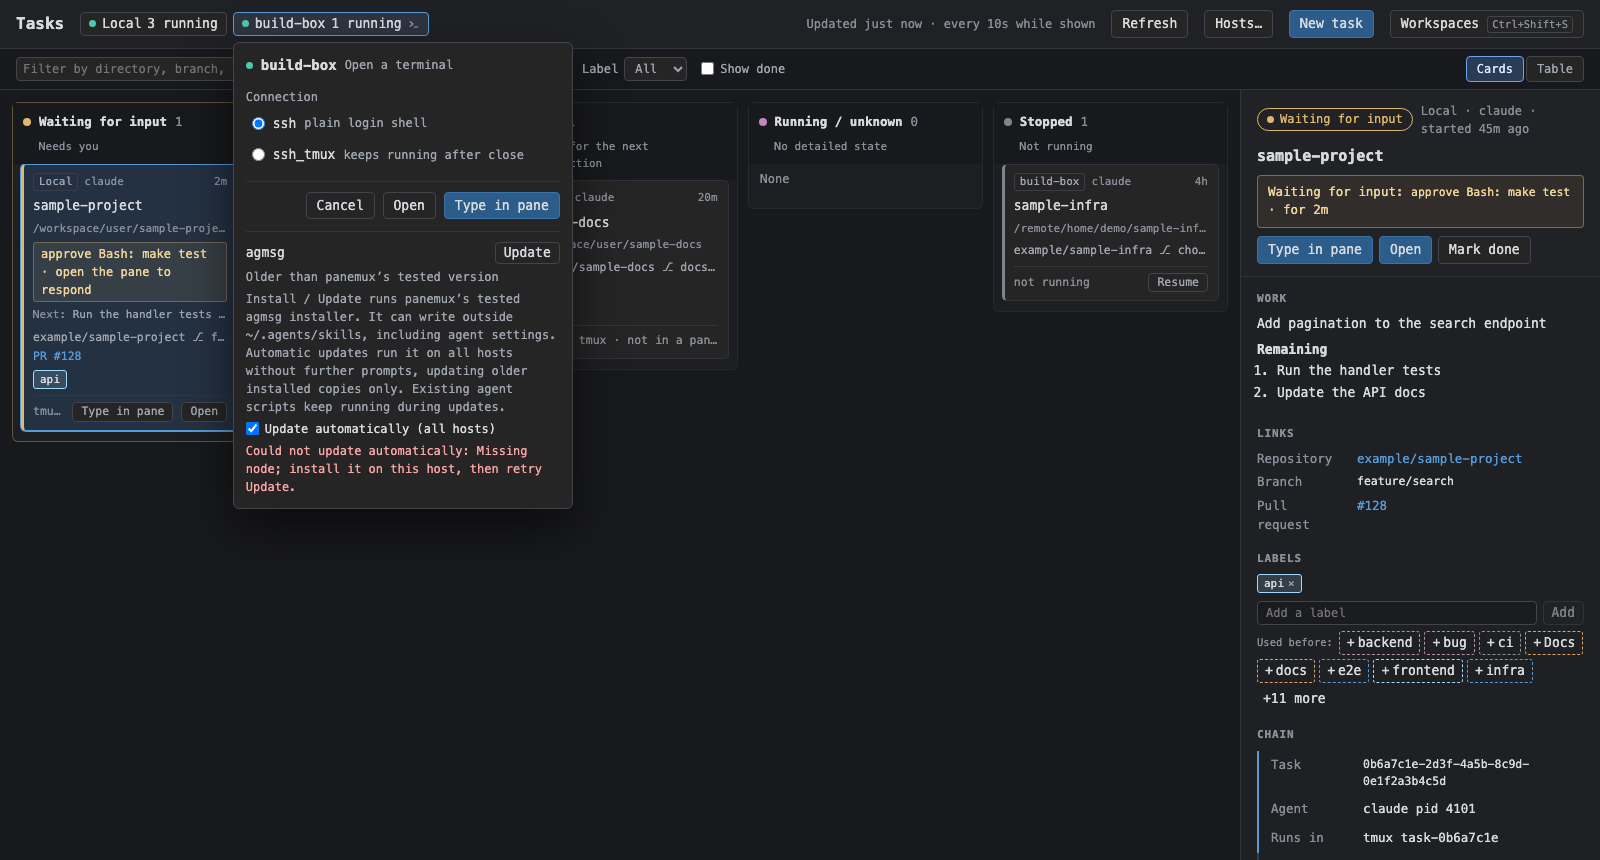 Tasks
Local 3 running
build-box 1 running >_
Updated just now · every 10s while shown
Refresh
Hosts…
New task
Workspaces Ctrl+Shift+S
Filter by directory, branch,
Label All
Show done
Cards
Table
Waiting for input 1
Needs you
Local claude 2m
sample-project
/workspace/user/sample-proje…
approve Bash: make test
· open the pane to
respond
Next: Run the handler tests …
example/sample-project ⎇ f…
PR #128
api
tmu… Type in pane Open
build-box Open a terminal
Connection
ssh plain login shell
ssh_tmux keeps running after close
Cancel
Open
Type in pane
agmsg
Update
Older than panemux's tested version
Install / Update runs panemux's tested
agmsg installer. It can write outside
~/.agents/skills, including agent settings.
Automatic updates run it on all hosts
without further prompts, updating older
installed copies only. Existing agent
scripts keep running during updates.
Update automatically (all hosts)
Could not update automatically: Missing
node; install it on this host, then retry
Update.
for the next
ction
claude 20m
-docs
ace/user/sample-docs
/sample-docs ⎇ docs…
tmux · not in a pan…
Running / unknown 0
No detailed state
None
Stopped 1
Not running
build-box claude 4h
sample-infra
/remote/home/demo/sample-inf…
example/sample-infra ⎇ cho…
not running Resume
Waiting for input
Local · claude ·
started 45m ago
sample-project
Waiting for input: approve Bash: make test
· for 2m
Type in pane
Open
Mark done
WORK
Add pagination to the search endpoint
Remaining
1. Run the handler tests
2. Update the API docs
LINKS
Repository example/sample-project
Branch feature/search
Pull
request
#128
LABELS
api ×
Add a label
Add
Used before: +backend +bug +ci +Docs
+docs +e2e +frontend +infra
+11 more
CHAIN
Task 0b6a7c1e-2d3f-4a5b-8c9d-
0e1f2a3b4c5d
Agent claude pid 4101
Runs in tmux task-0b6a7c1e